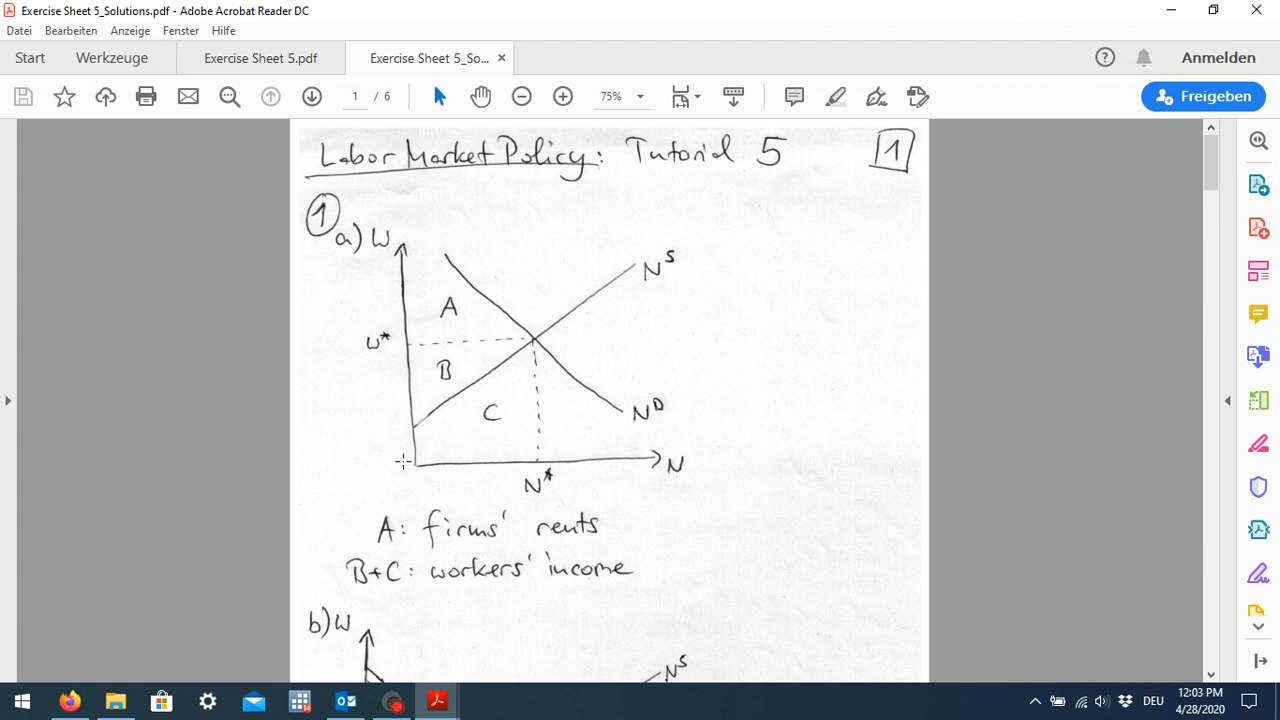 Exercise Sheet 5_Solutions.pdf - Adobe Acrobat Reader DC
Datei Bearbeiten Anzeige Fenster Hilfe
Start Werkzeuge Exercise Sheet 5.pdf Exercise Sheet 5_So... Anmelden
1 / 6 75% Freigeben
Labor Market Policy: Tutorial 5 1
1
a) W
N^S
A
w*
B
C
N^D
N
N*
A: firms' rents
B+C: workers' income
b) W
N^S
14
DEU
12:03 PM
4/28/2020